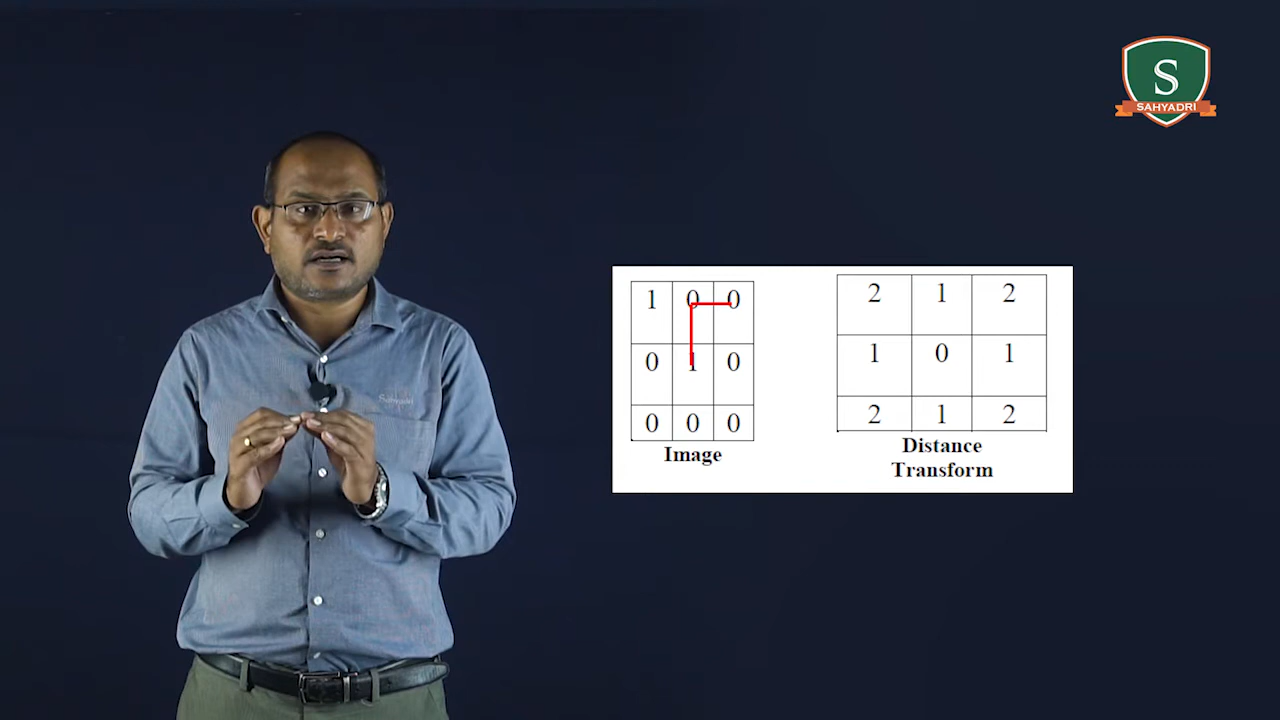 S
SAHYADRI
Sahyadri
1 0 0
0 1 0
0 0 0
Image
2 1 2
1 0 1
2 1 2
Distance
Transform